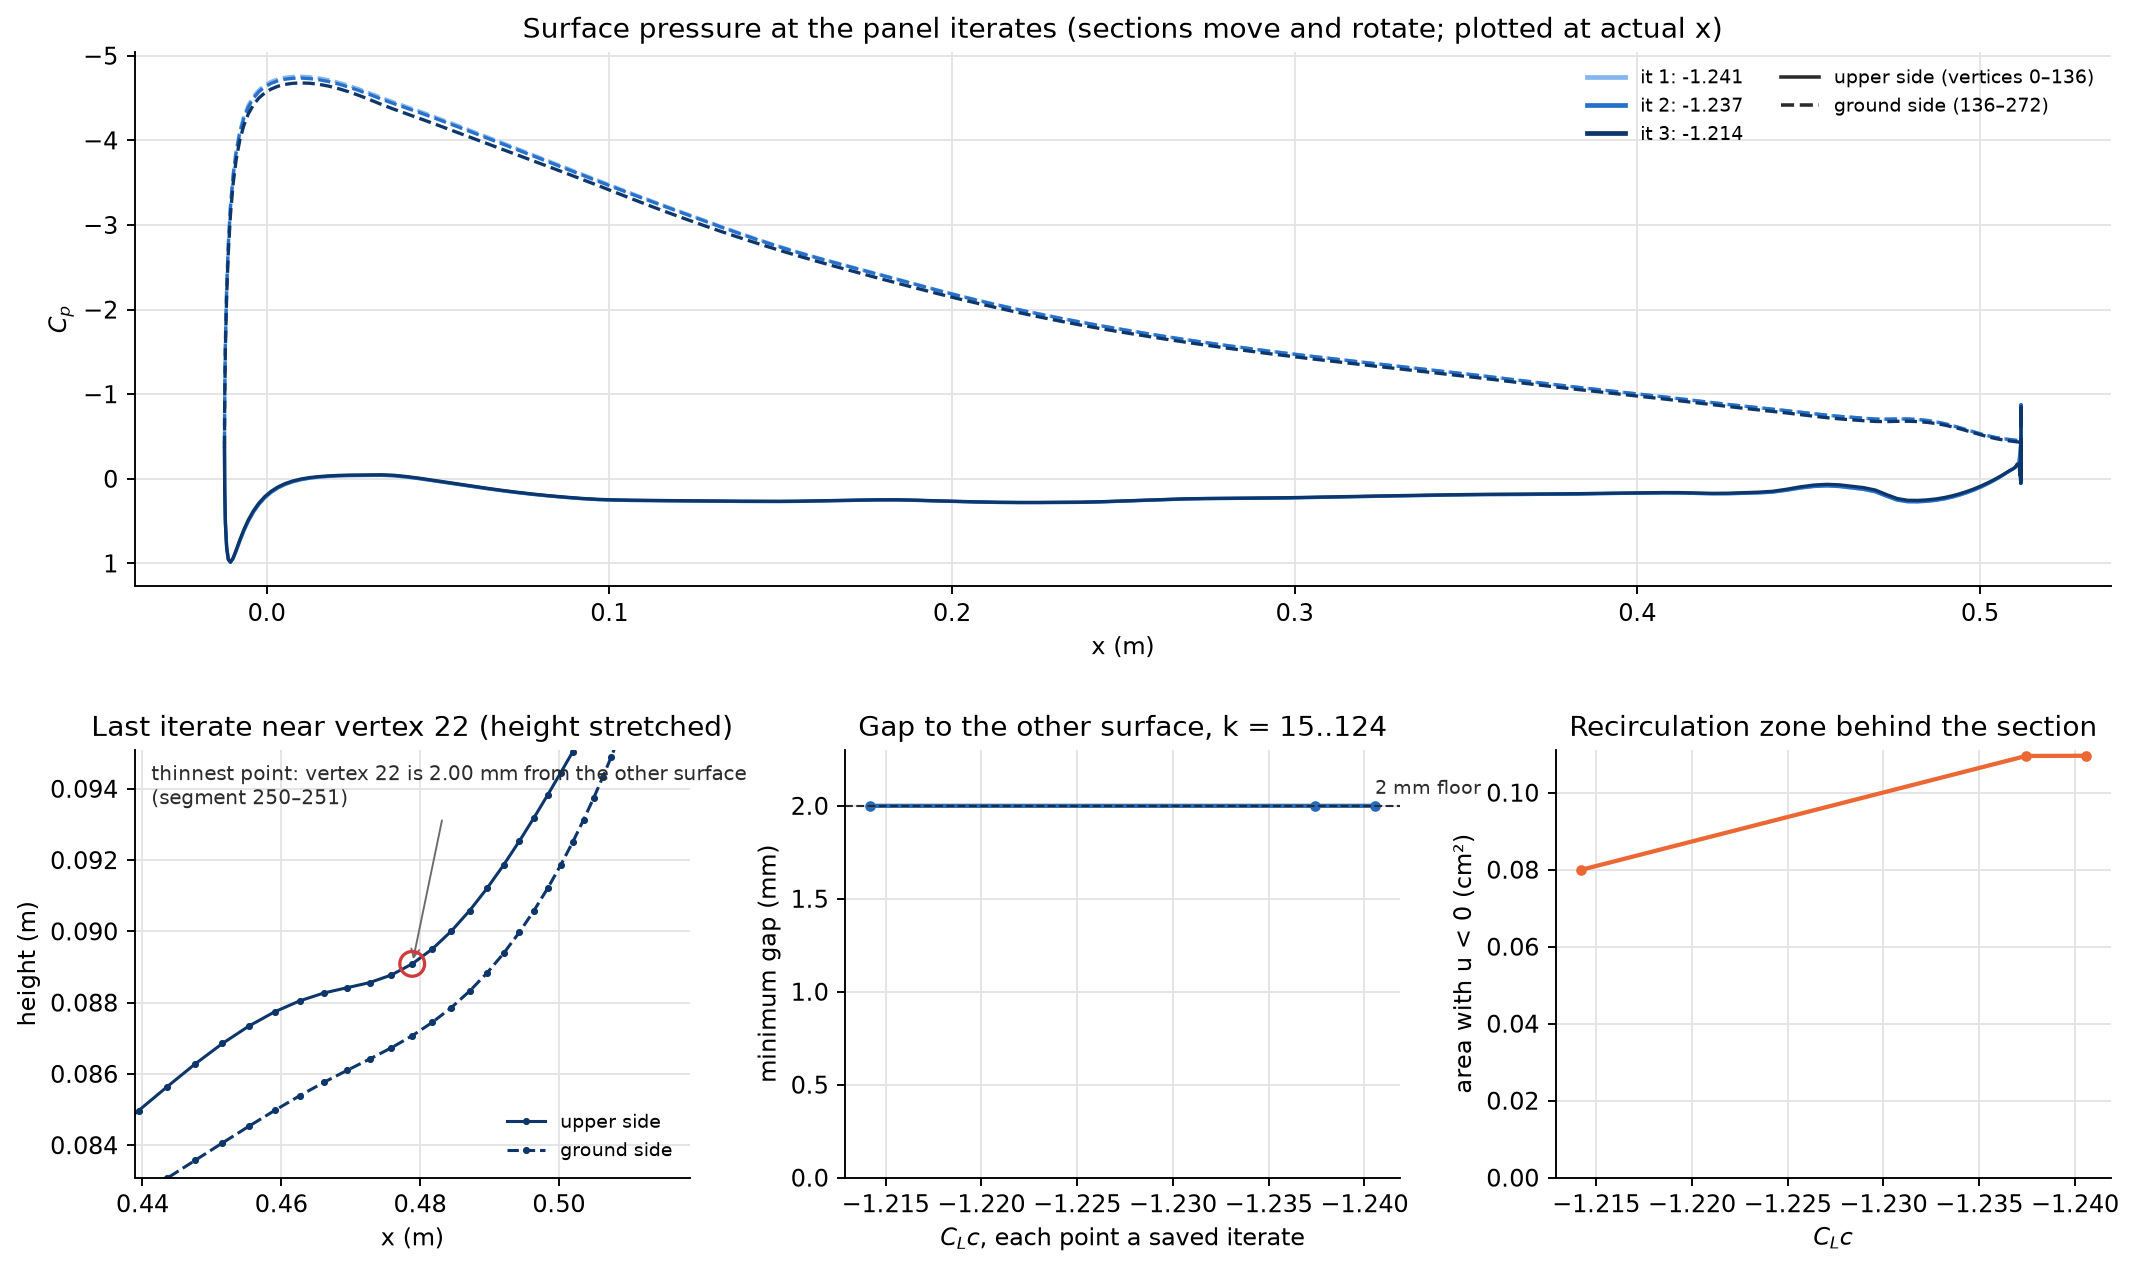 Surface pressure at the panel iterates (sections move and rotate; plotted at actual x)
−5
−4
−3
−2
−1
0
1
C_p
it 1: -1.241
it 2: -1.237
it 3: -1.214
upper side (vertices 0–136)
ground side (136–272)
0.0 0.1 0.2 0.3 0.4 0.5
x (m)
Last iterate near vertex 22 (height stretched)
thinnest point: vertex 22 is 2.00 mm from the other surface
(segment 250–251)
0.094
0.092
0.090
0.088
0.086
0.084
height (m)
upper side
ground side
0.44 0.46 0.48 0.50
x (m)
Gap to the other surface, k = 15..124
2 mm floor
2.0
1.5
1.0
0.5
0.0
minimum gap (mm)
−1.215 −1.220 −1.225 −1.230 −1.235 −1.240
C_Lc, each point a saved iterate
Recirculation zone behind the section
0.10
0.08
0.06
0.04
0.02
0.00
area with u < 0 (cm²)
−1.215 −1.220 −1.225 −1.230 −1.235 −1.240
C_Lc